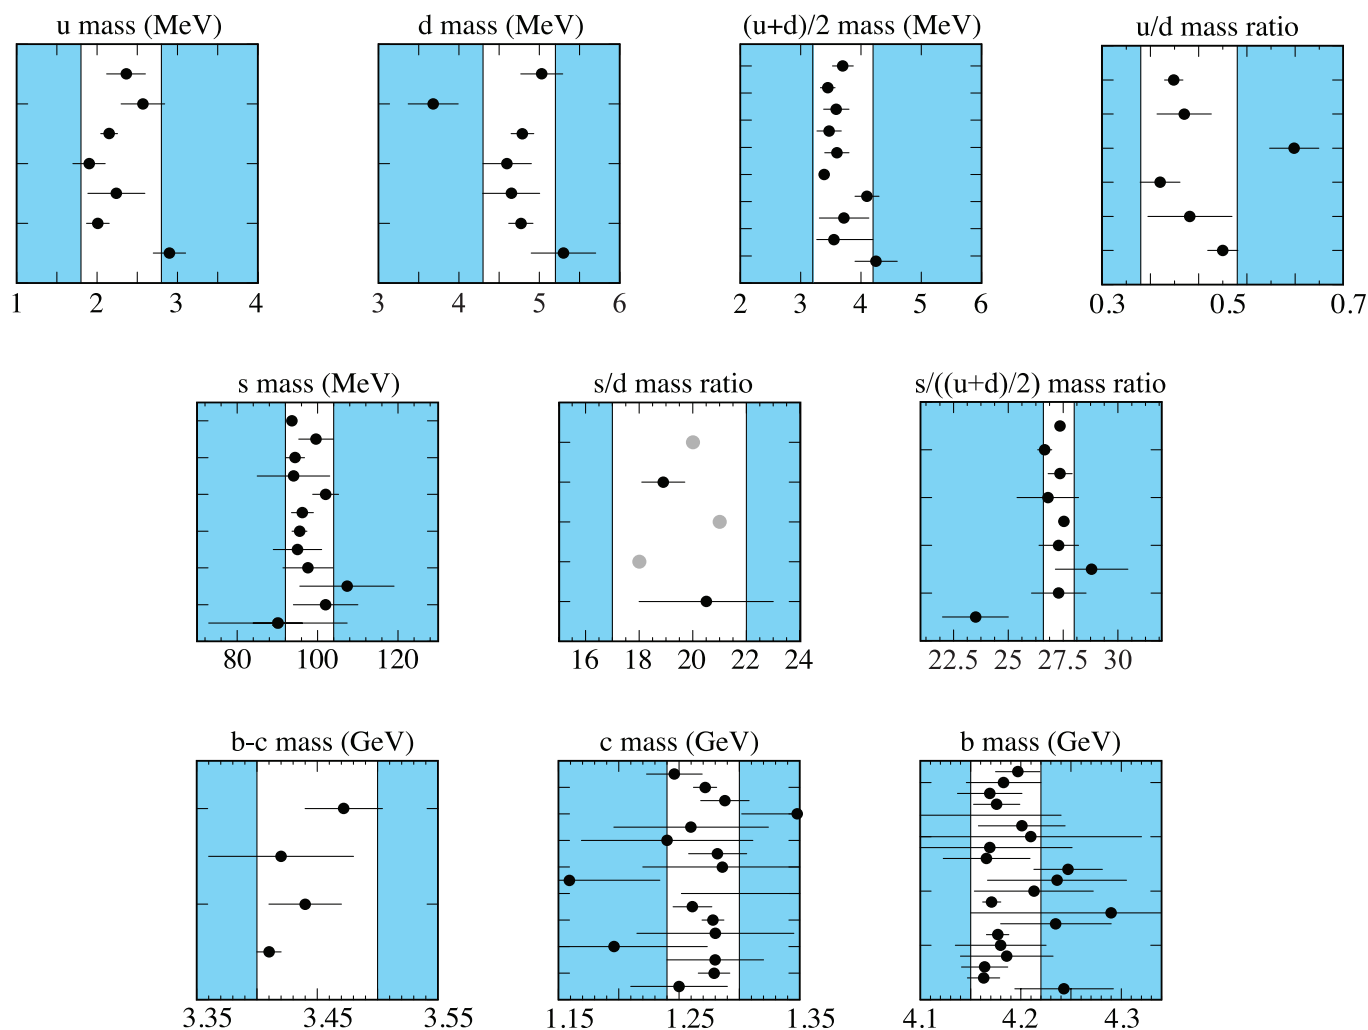 u mass (MeV)
d mass (MeV)
(u+d)/2 mass (MeV)
u/d mass ratio
1 2 3 4
3 4 5 6
2 3 4 5 6
0.3 0.5 0.7
s mass (MeV)
s/d mass ratio
s/((u+d)/2) mass ratio
80 100 120
16 18 20 22 24
22.5 25 27.5 30
b-c mass (GeV)
c mass (GeV)
b mass (GeV)
3.35 3.45 3.55
1.15 1.25 1.35
4.1 4.2 4.3